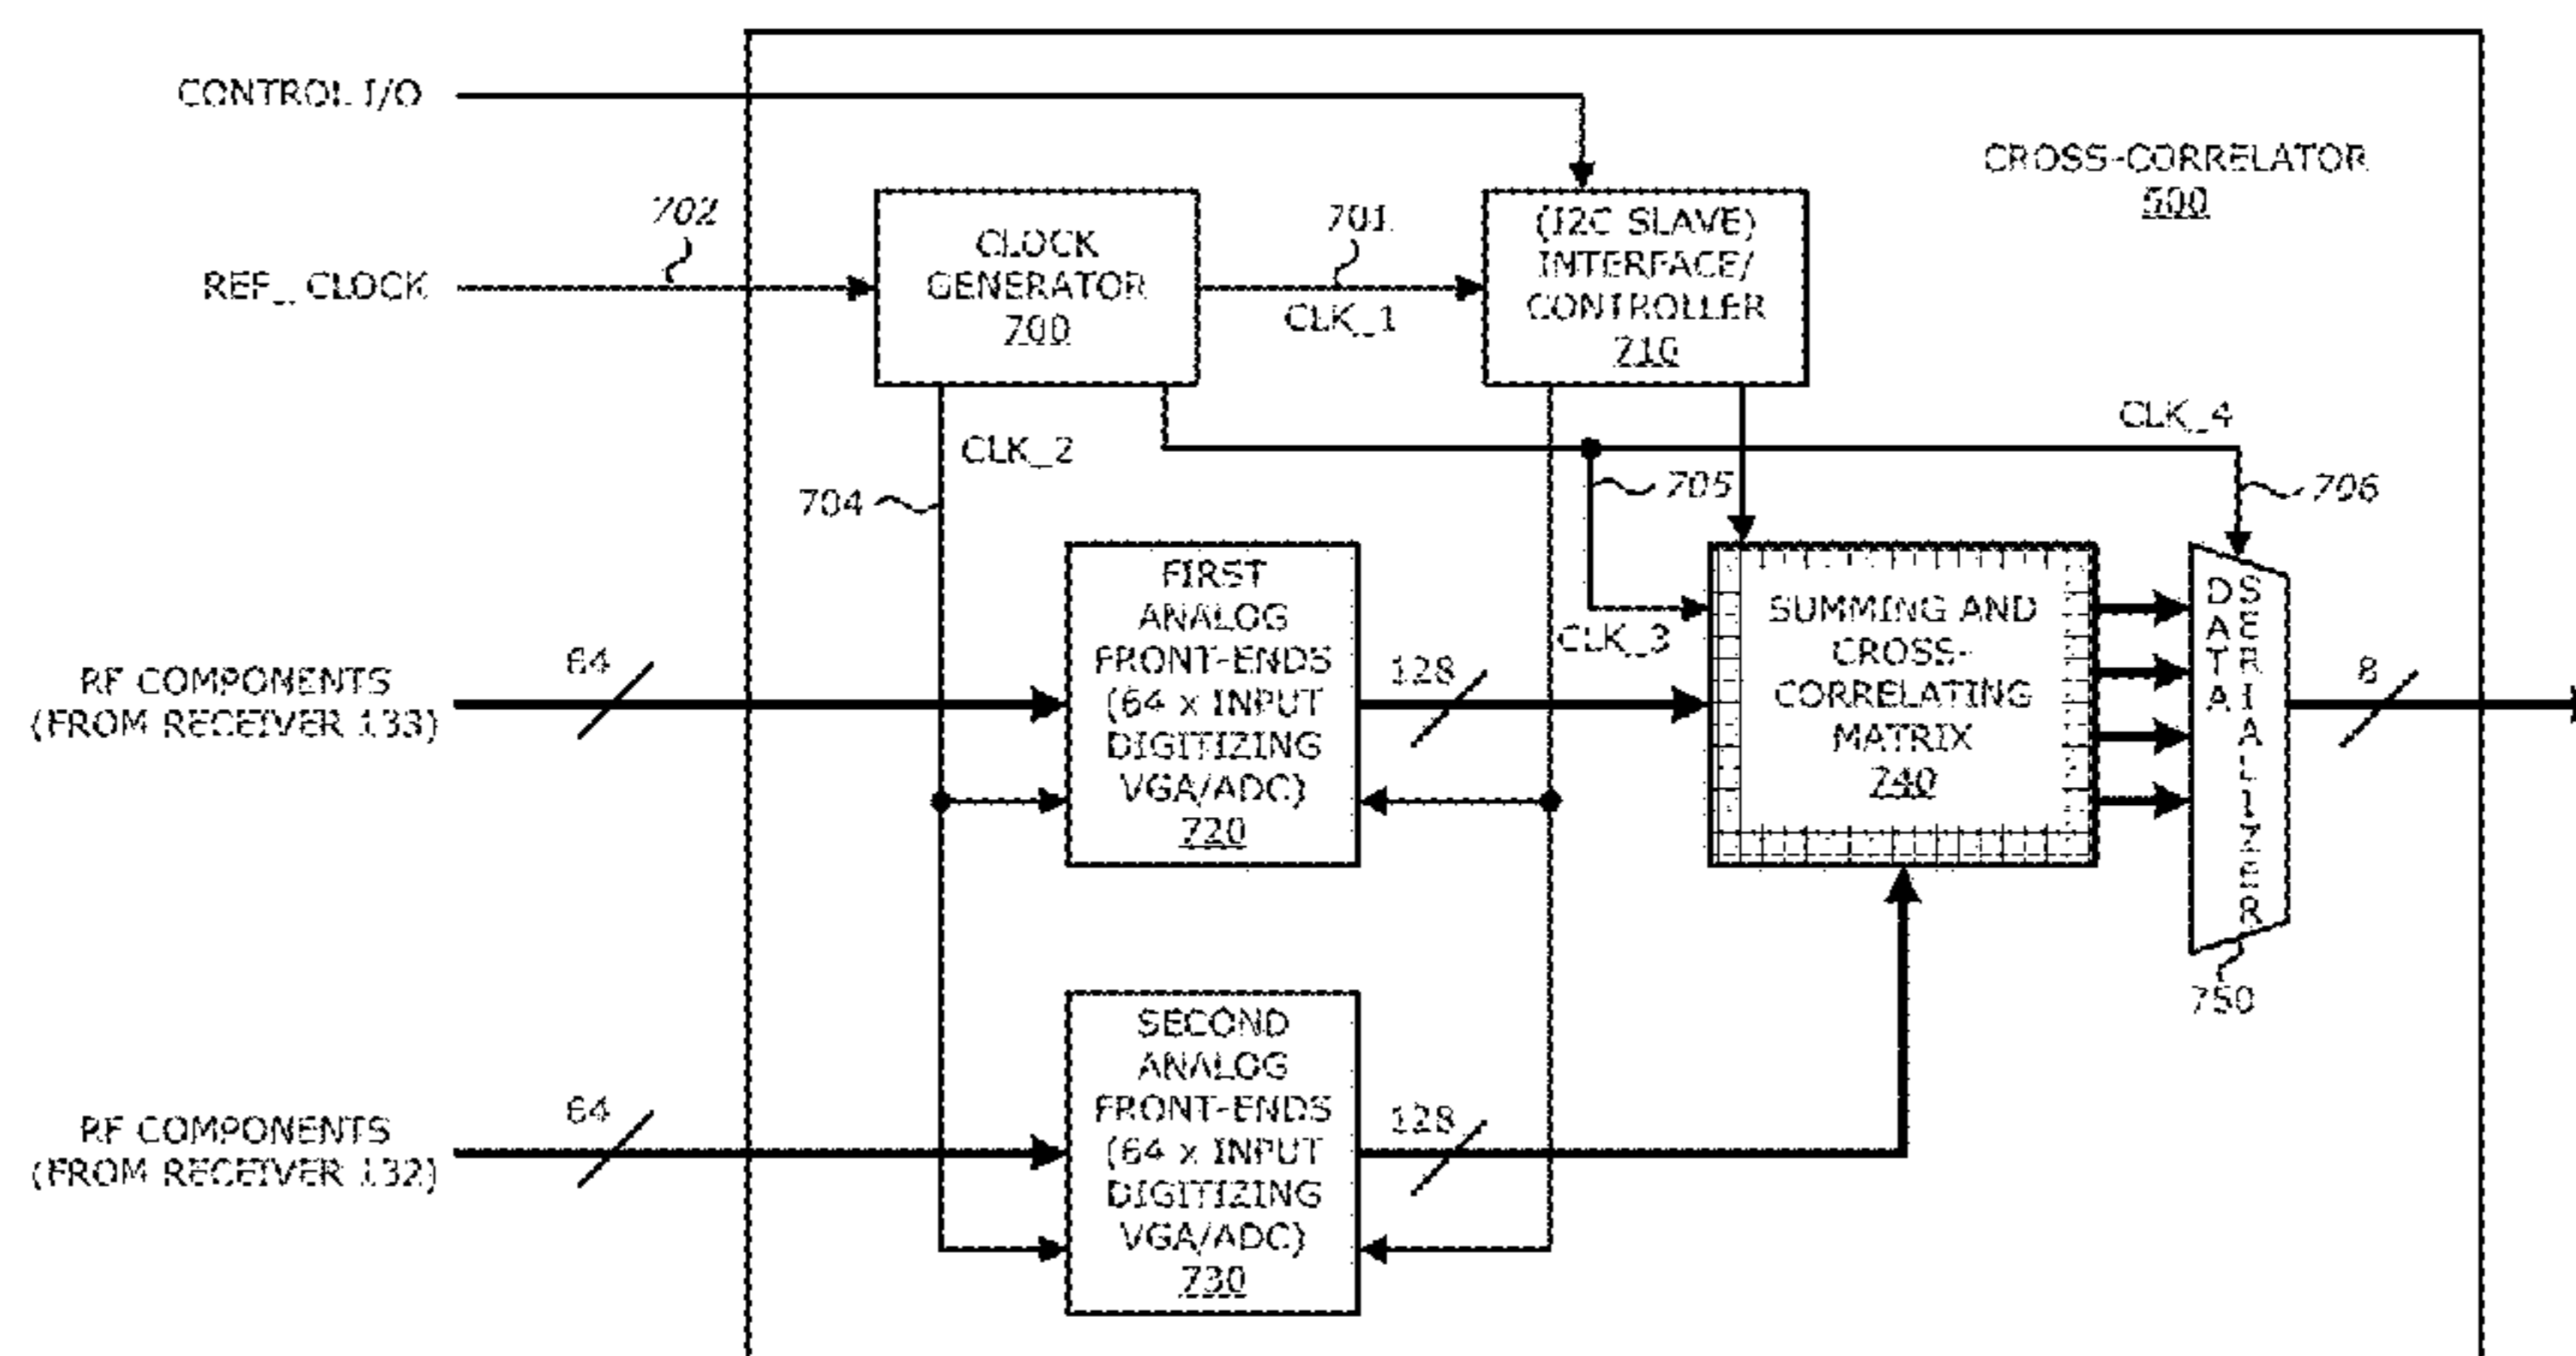 CONTROL I/O
CROSS-CORRELATOR
500
702
REF_ CLOCK
CLOCK
GENERATOR
700
701
CLK_1
(I2C SLAVE)
INTERFACE/
CONTROLLER
710
CLK_4
CLK_2
704
705
706
FIRST
ANALOG
FRONT-ENDS
(64 x INPUT
DIGITIZING
VGA/ADC)
720
CLK_3
SUMMING AND
CROSS-
CORRELATING
MATRIX
740
DATA
SERIALIZER
750
RF COMPONENTS
(FROM RECEIVER 133)
64
128
8
SECOND
ANALOG
FRONT-ENDS
(64 x INPUT
DIGITIZING
VGA/ADC)
730
RF COMPONENTS
(FROM RECEIVER 132)
64
128